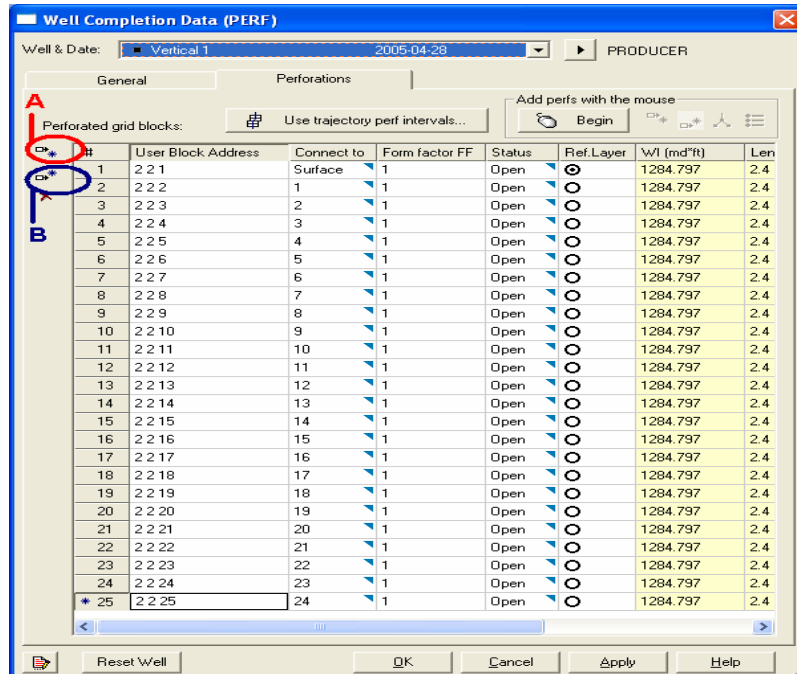 Well Completion Data (PERF)
Well & Date: Vertical 1 2005-04-28 PRODUCER
General Perforations
A
Add perfs with the mouse
Perforated grid blocks: Use trajectory perf intervals... Begin
# User Block Address Connect to Form factor FF Status Ref.Layer WI (md*ft) Len
1 2 2 1 Surface 1 Open 1284.797 2.4
2 2 2 2 1 1 Open 1284.797 2.4
3 2 2 3 2 1 Open 1284.797 2.4
B
4 2 2 4 3 1 Open 1284.797 2.4
5 2 2 5 4 1 Open 1284.797 2.4
6 2 2 6 5 1 Open 1284.797 2.4
7 2 2 7 6 1 Open 1284.797 2.4
8 2 2 8 7 1 Open 1284.797 2.4
9 2 2 9 8 1 Open 1284.797 2.4
10 2 2 10 9 1 Open 1284.797 2.4
11 2 2 11 10 1 Open 1284.797 2.4
12 2 2 12 11 1 Open 1284.797 2.4
13 2 2 13 12 1 Open 1284.797 2.4
14 2 2 14 13 1 Open 1284.797 2.4
15 2 2 15 14 1 Open 1284.797 2.4
16 2 2 16 15 1 Open 1284.797 2.4
17 2 2 17 16 1 Open 1284.797 2.4
18 2 2 18 17 1 Open 1284.797 2.4
19 2 2 19 18 1 Open 1284.797 2.4
20 2 2 20 19 1 Open 1284.797 2.4
21 2 2 21 20 1 Open 1284.797 2.4
22 2 2 22 21 1 Open 1284.797 2.4
23 2 2 23 22 1 Open 1284.797 2.4
24 2 2 24 23 1 Open 1284.797 2.4
* 25 2 2 25 24 1 Open 1284.797 2.4
Reset Well OK Cancel Apply Help